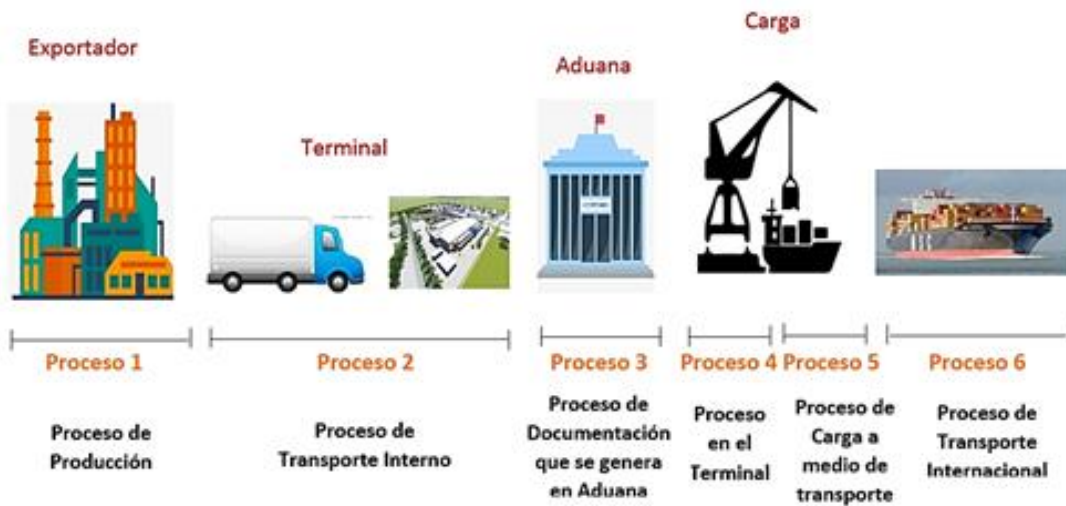 Exportador
Terminal
Aduana
Carga
Proceso 1
Proceso 2
Proceso 3
Proceso 4
Proceso 5
Proceso 6
Proceso de
Producción
Proceso de
Transporte Interno
Proceso de
Documentación
que se genera
en Aduana
Proceso
en el
Terminal
Proceso de
Carga a
medio de
transporte
Proceso de
Transporte
Internacional